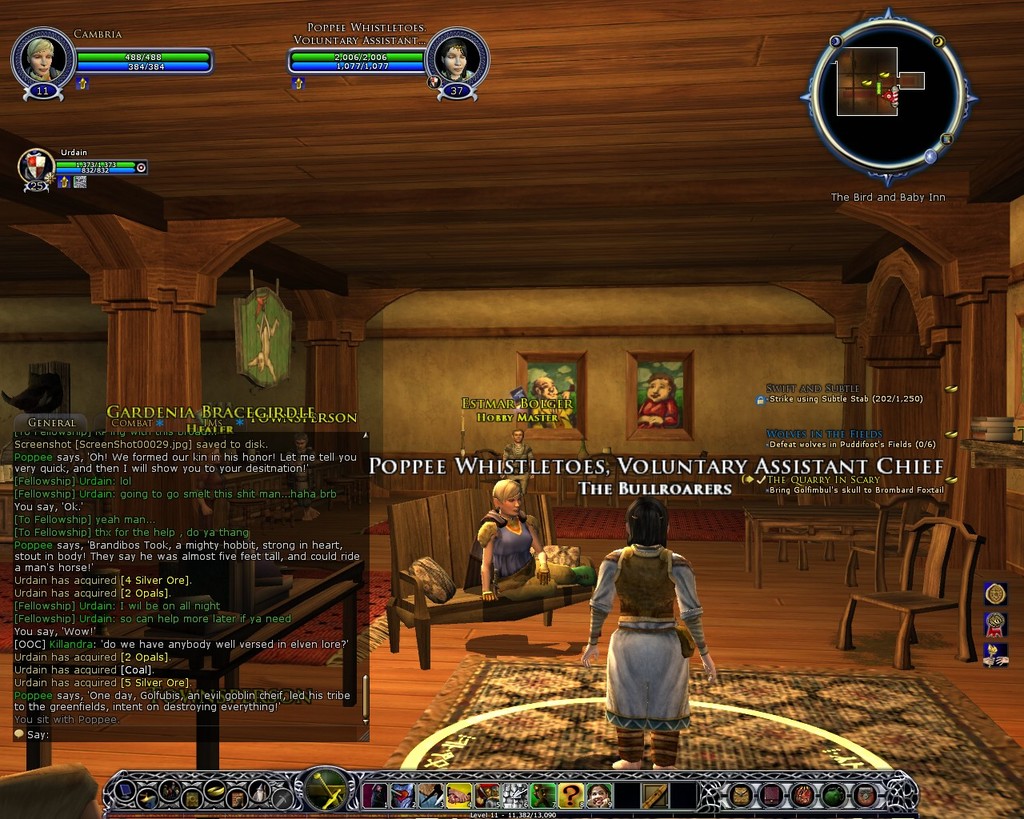 Cambria
488/488
384/384
11
Poppee Whistletoes,
Voluntary Assistant...
2,006/2,006
1,077/1,077
37
Urdain
1,373/1,373
832/832
25
The Bird and Baby Inn
Swift and Subtle
-Strike using Subtle Stab (202/1,250)
Wolves in the Fields
-Defeat wolves in Puddifoot's Fields (0/6)
The Quarry In Scary
-Bring Golfimbul's skull to Brombard Foxtail
Gardenia Bracegirdle
Healer
Townsperson
Estmar Bolger
Hobby Master
Poppee Whistletoes, Voluntary Assistant Chief
The Bullroarers
General
Combat
IMS
Screenshot [ScreenShot00029.jpg] saved to disk.
Poppee says, 'Oh! We formed our kin in his honor! Let me tell you
very quick, and then I will show you to your desitnation!'
[Fellowship] Urdain: lol
[Fellowship] Urdain: going to go smelt this shit man...haha brb
You say, 'Ok.'
[To Fellowship] yeah man...
[To Fellowship] thx for the help , do ya thang
Poppee says, 'Brandibos Took, a mighty hobbit, strong in heart,
stout in body! They say he was almost five feet tall, and could ride
a man's horse!'
Urdain has acquired [4 Silver Ore].
Urdain has acquired [2 Opals].
[Fellowship] Urdain: I wil be on all night
[Fellowship] Urdain: so can help more later if ya need
You say, 'Wow!'
[OOC] Killandra: 'do we have anybody well versed in elven lore?'
Urdain has acquired [2 Opals].
Urdain has acquired [Coal].
Urdain has acquired [5 Silver Ore].
Poppee says, 'One day, Golfubis, an evil goblin cheif, led his tribe
to the greenfields, intent on destroying everything!'
You sit with Poppee.
Say:
Level 11 - 11,382/13,090